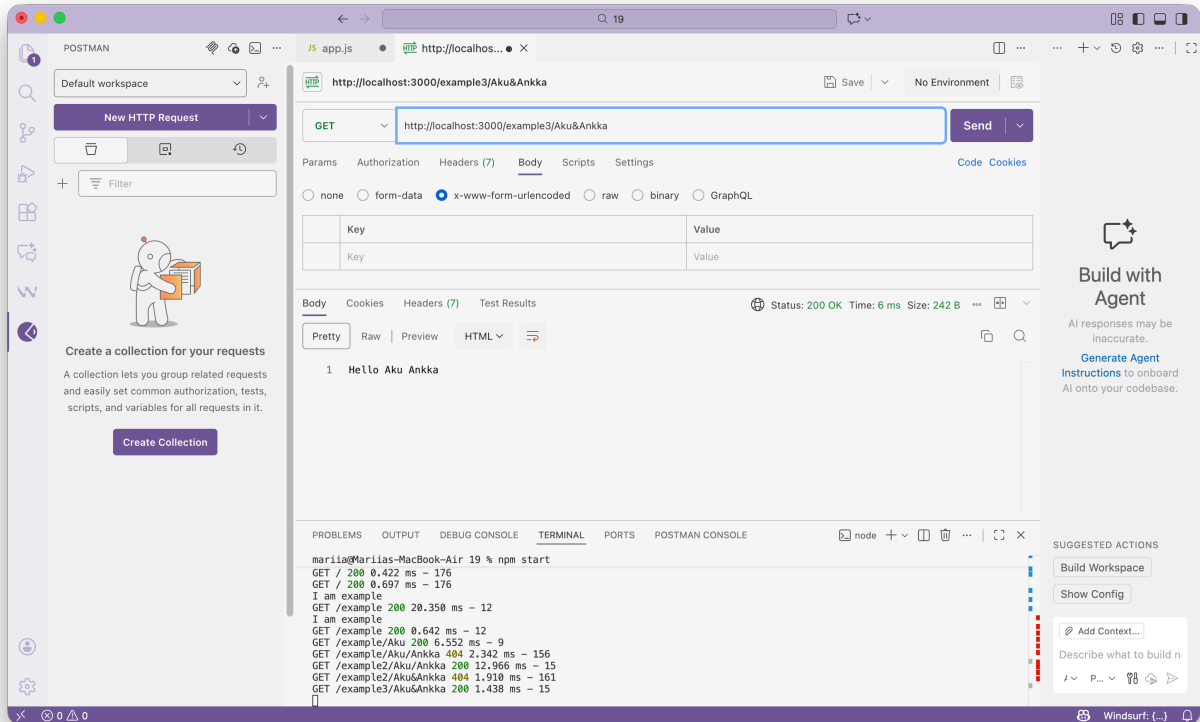 19
1
POSTMAN
JS app.js
HTTP http://localhos...
Default workspace
HTTP http://localhost:3000/example3/Aku&Ankka
Save
No Environment
New HTTP Request
GET
http://localhost:3000/example3/Aku&Ankka
Send
Params Authorization Headers (7) Body Scripts Settings
Code Cookies
Filter
none form-data x-www-form-urlencoded raw binary GraphQL
Key Value
Key Value
Create a collection for your requests
A collection lets you group related requests
and easily set common authorization, tests,
scripts, and variables for all requests in it.
Create Collection
Body Cookies Headers (7) Test Results
Status: 200 OK Time: 6 ms Size: 242 B
Pretty Raw Preview HTML
1 Hello Aku Ankka
Build with
Agent
AI responses may be
inaccurate.
Generate Agent
Instructions to onboard
AI onto your codebase.
PROBLEMS OUTPUT DEBUG CONSOLE TERMINAL PORTS POSTMAN CONSOLE
node
mariia@Mariias-MacBook-Air 19 % npm start
GET / 200 0.422 ms - 176
GET / 200 0.697 ms - 176
I am example
GET /example 200 20.350 ms - 12
I am example
GET /example 200 0.642 ms - 12
GET /example/Aku 200 6.552 ms - 9
GET /example/Aku/Ankka 404 2.342 ms - 156
GET /example2/Aku/Ankka 200 12.966 ms - 15
GET /example2/Aku&Ankka 404 1.910 ms - 161
GET /example3/Aku&Ankka 200 1.438 ms - 15
SUGGESTED ACTIONS
Build Workspace
Show Config
Add Context...
Describe what to build n
P...
0 0
Windsurf: {...}